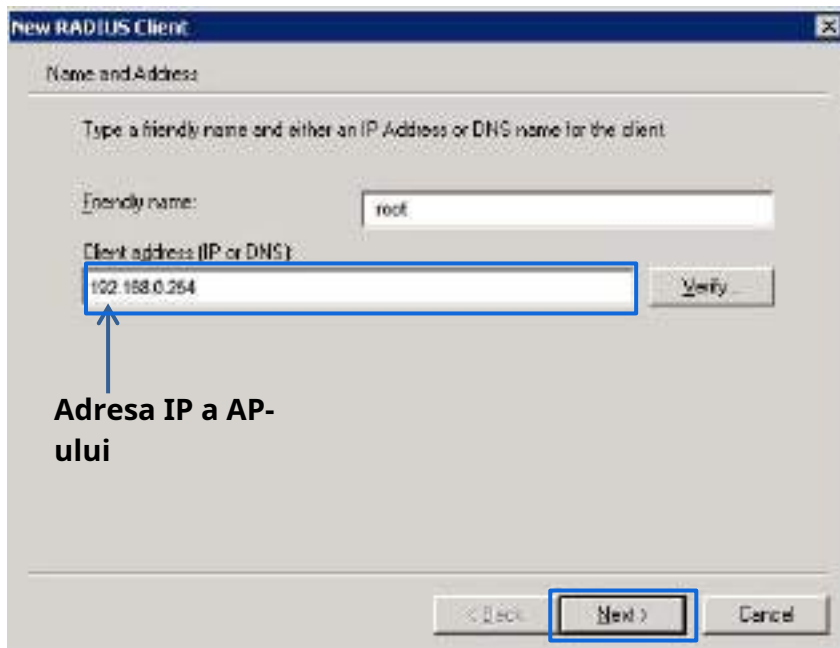 New RADIUS Client
Name and Address
Type a friendly name and either an IP Address or DNS name for the client
Friendly name:
root
Client address (IP or DNS):
192.168.0.254
Verify...
Adresa IP a AP-
ului
< Back
Next >
Cancel